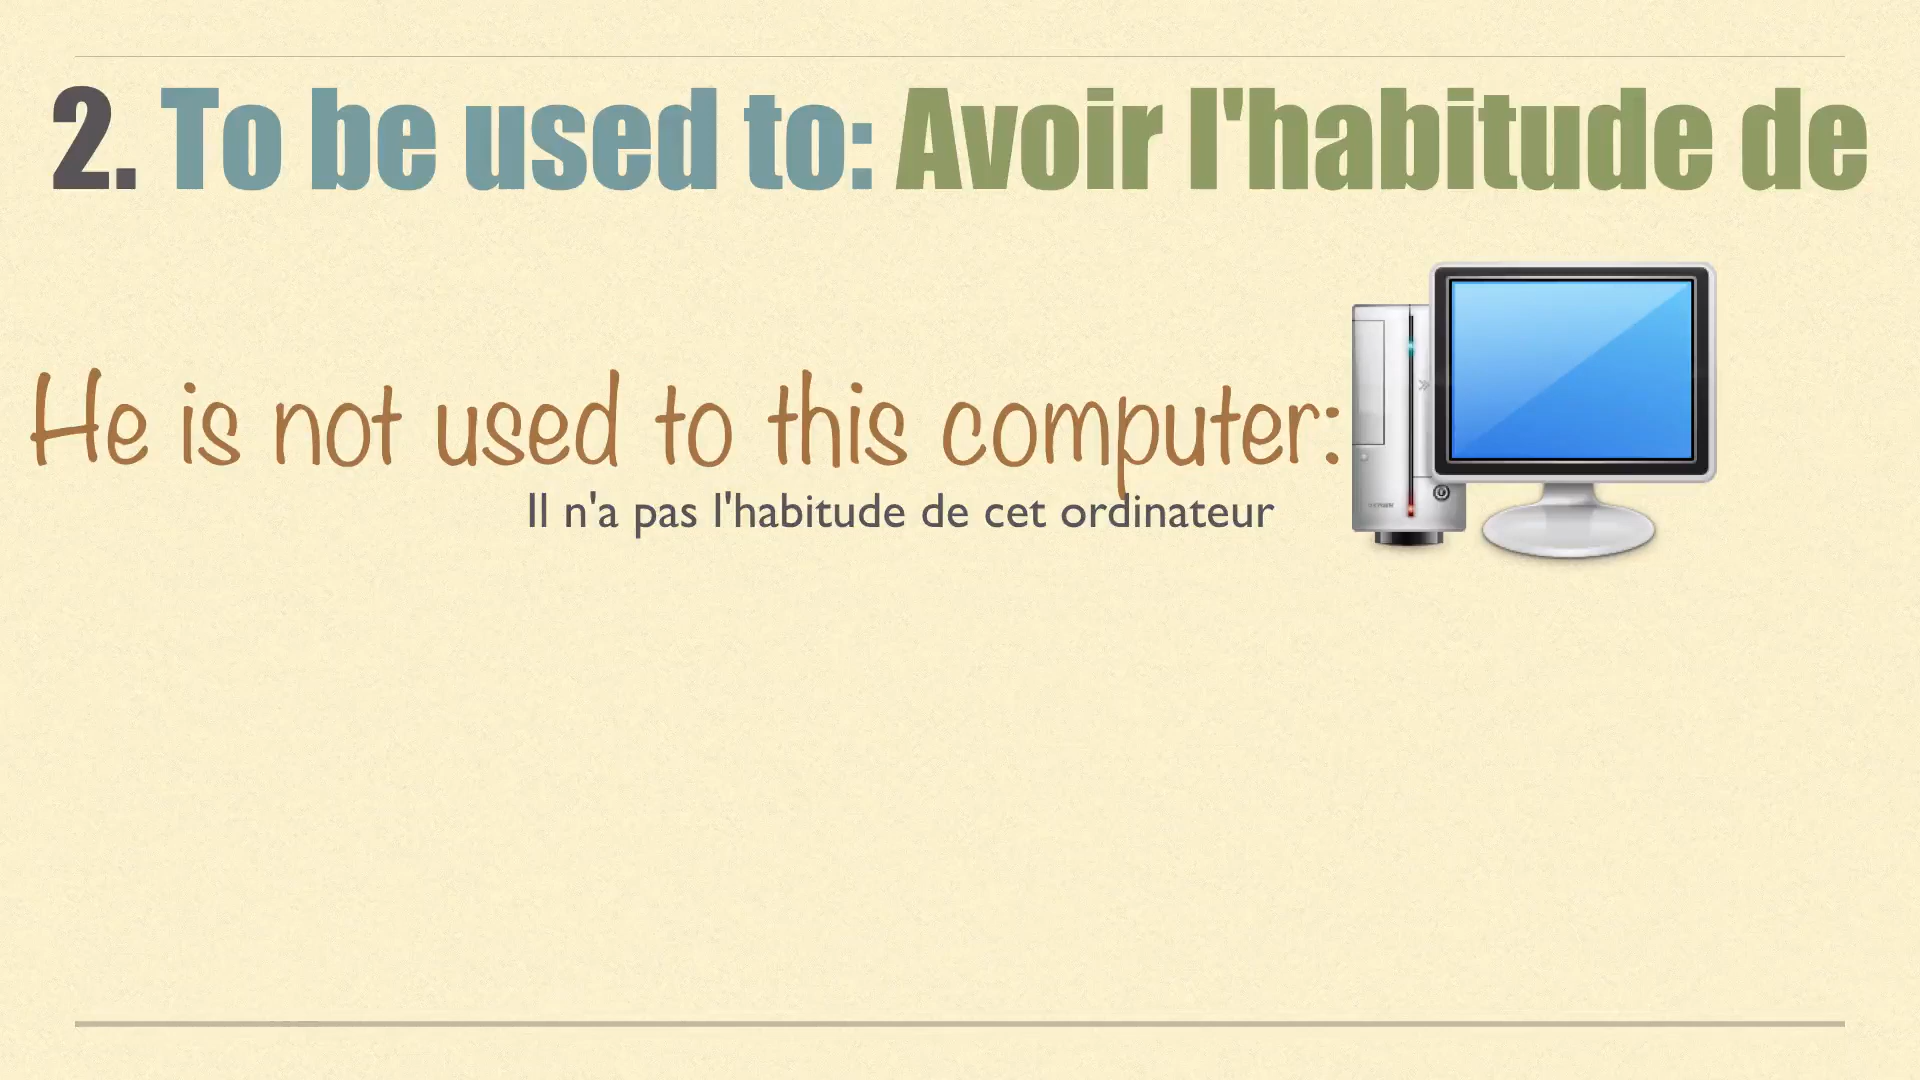 2. To be used to: Avoir l'habitude de
He is not used to this computer:
Il n'a pas l'habitude de cet ordinateur